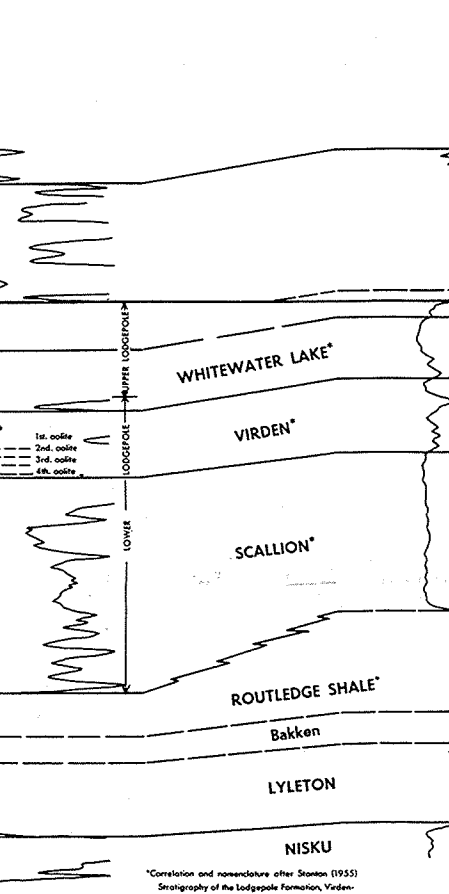 UPPER LODGEPOLE
WHITEWATER LAKE*
VIRDEN*
1st. oolite
2nd. oolite
3rd. oolite
4th. oolite
LOWER LODGEPOLE
SCALLION*
ROUTLEDGE SHALE*
Bakken
LYLETON
NISKU
*Correlation and nomenclature after Stanton (1955)
Stratigraphy of the Lodgepole Formation, Virden-